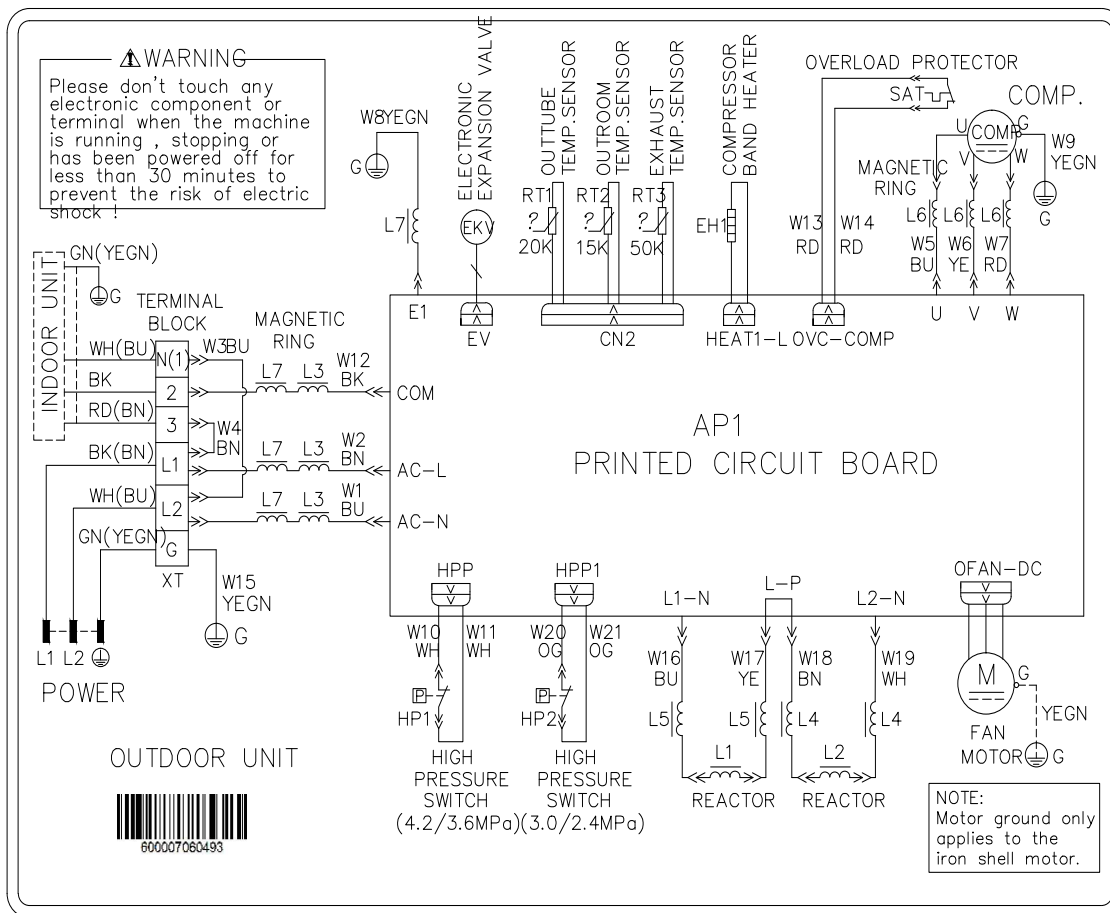 WARNING
Please don't touch any
electronic component or
terminal when the machine
is running , stopping or
has been powered off for
less than 30 minutes to
prevent the risk of electric
shock !
W8YEGN
G
L7
E1
ELECTRONIC
EXPANSION VALVE
EKV
EV
OUTTUBE
TEMP.SENSOR
OUTROOM
TEMP.SENSOR
EXHAUST
TEMP.SENSOR
RT1
RT2
RT3
?
?
?
20K
15K
50K
CN2
COMPRESSOR
BAND HEATER
EH1
HEAT1-L
OVERLOAD PROTECTOR
SAT
W13
RD
W14
RD
OVC-COMP
COMP.
COMP
U
V
W
G
W9
YEGN
G
MAGNETIC
RING
L6
L6
L6
W5
BU
W6
YE
W7
RD
U
V
W
INDOOR UNIT
GN(YEGN)
G
TERMINAL
BLOCK
WH(BU)
BK
RD(BN)
BK(BN)
WH(BU)
GN(YEGN)
N(1)
2
3
L1
L2
G
XT
W3BU
W4
BN
MAGNETIC
RING
L7
L3
W12
BK
COM
L7
L3
W2
BN
AC-L
L7
L3
W1
BU
AC-N
W15
YEGN
G
L1
L2
POWER
AP1
PRINTED CIRCUIT BOARD
HPP
W10
WH
W11
WH
P
HP1
HIGH
PRESSURE
SWITCH
(4.2/3.6MPa)
HPP1
W20
OG
W21
OG
P
HP2
HIGH
PRESSURE
SWITCH
(3.0/2.4MPa)
L1-N
L-P
L2-N
W16
BU
W17
YE
W18
BN
W19
WH
L5
L5
L4
L4
L1
REACTOR
L2
REACTOR
OFAN-DC
M
G
YEGN
FAN
MOTOR
G
OUTDOOR UNIT
600007060493
NOTE:
Motor ground only
applies to the
iron shell motor.